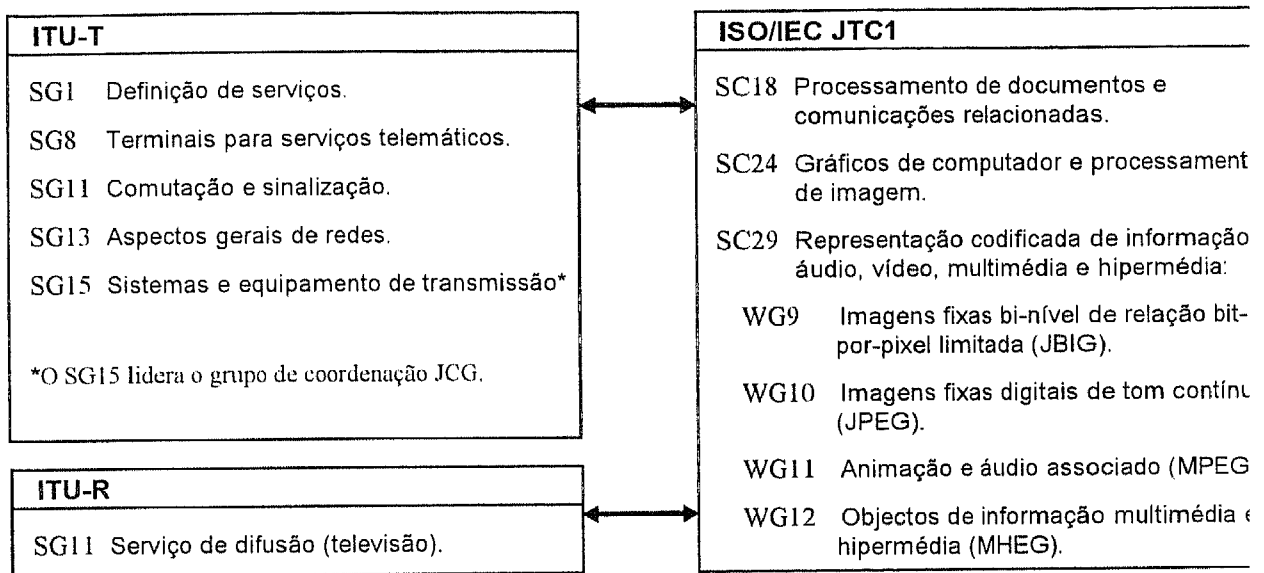 ITU-T
SG1 Definição de serviços.
SG8 Terminais para serviços telemáticos.
SG11 Comutação e sinalização.
SG13 Aspectos gerais de redes.
SG15 Sistemas e equipamento de transmissão*
*O SG15 lidera o grupo de coordenação JCG.
ITU-R
SG11 Serviço de difusão (televisão).
ISO/IEC JTC1
SC18 Processamento de documentos e
comunicações relacionadas.
SC24 Gráficos de computador e processament
de imagem.
SC29 Representação codificada de informação
áudio, vídeo, multimédia e hipermédia:
WG9 Imagens fixas bi-nível de relação bit-
por-pixel limitada (JBIG).
WG10 Imagens fixas digitais de tom contínu
(JPEG).
WG11 Animação e áudio associado (MPEG
WG12 Objectos de informação multimédia e
hipermédia (MHEG).